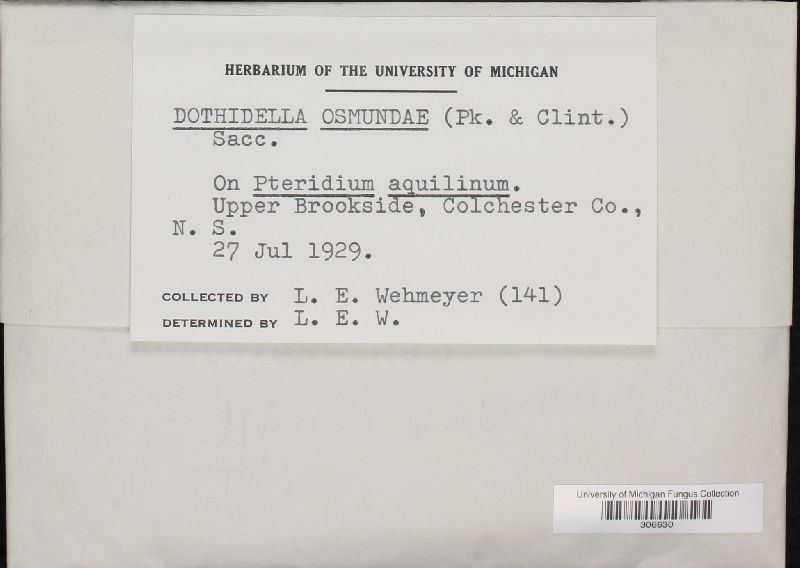 HERBARIUM OF THE UNIVERSITY OF MICHIGAN
DOTHIDELLA OSMUNDAE (Pk. & Clint.)
Sacc.
On Pteridium aquilinum.
Upper Brookside, Colchester Co.,
N. S.
27 Jul 1929.
COLLECTED BY L. E. Wehmeyer (141)
DETERMINED BY L. E. W.
University of Michigan Fungus Collection
306630